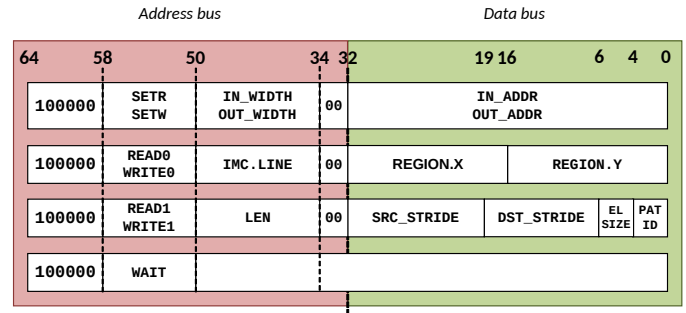 Address bus Data bus
64 58 50 34 32 19 16 6 4 0
100000 SETR IN_WIDTH 00 IN_ADDR
SETW OUT_WIDTH OUT_ADDR
100000 READ0 IMC.LINE 00 REGION.X REGION.Y
WRITE0
100000 READ1 LEN 00 SRC_STRIDE DST_STRIDE EL PAT
WRITE1 SIZE ID
100000 WAIT